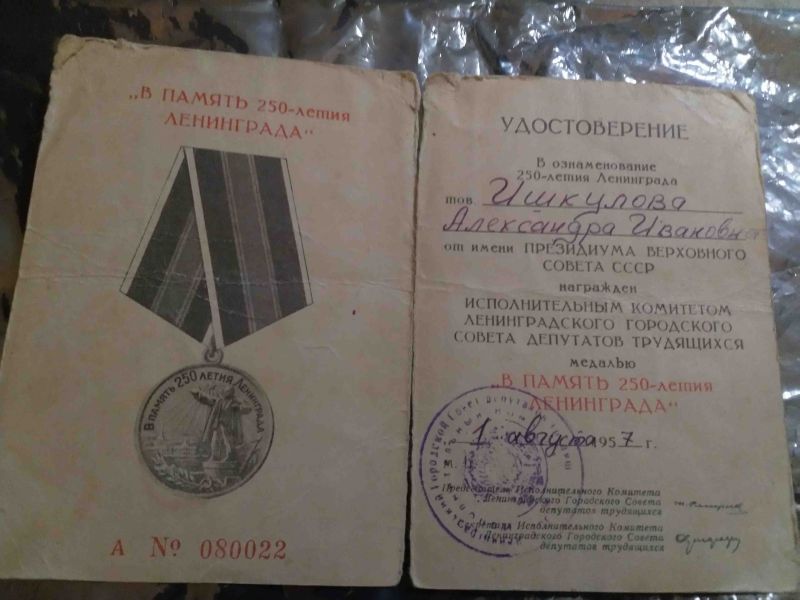 „В ПАМЯТЬ 250-летия
ЛЕНИНГРАДА“
В ПАМЯТЬ 250 ЛЕТИЯ ЛЕНИНГРАДА
А № 080022
УДОСТОВЕРЕНИЕ
В ознаменование
250-летия Ленинграда
тов. Ишкулова
Александра Ивановна
от имени ПРЕЗИДИУМА ВЕРХОВНОГО
СОВЕТА СССР
награжден
ИСПОЛНИТЕЛЬНЫМ КОМИТЕТОМ
ЛЕНИНГРАДСКОГО ГОРОДСКОГО
СОВЕТА ДЕПУТАТОВ ТРУДЯЩИХСЯ
медалью
„В ПАМЯТЬ 250-летия
ЛЕНИНГРАДА“
1 августа 1957 г.
Председатель Исполнительного Комитета
Ленинградского Городского Совета
депутатов трудящихся
Секретарь Исполнительного Комитета
Ленинградского Городского Совета
депутатов трудящихся